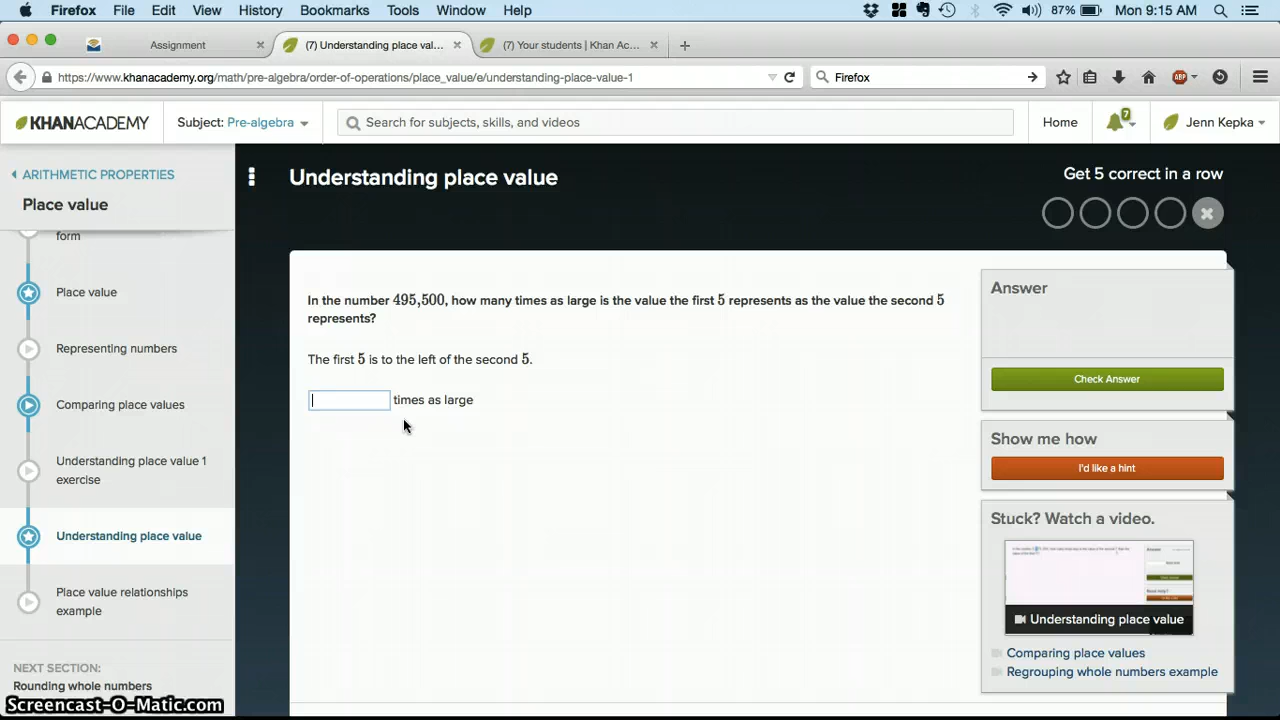 Firefox File Edit View History Bookmarks Tools Window Help 87% Mon 9:15 AM
Assignment (7) Understanding place val... (7) Your students | Khan Ac...
https://www.khanacademy.org/math/pre-algebra/order-of-operations/place_value/e/understanding-place-value-1 Firefox ABP
KHANACADEMY Subject: Pre-algebra Search for subjects, skills, and videos Home 7 Jenn Kepka
ARITHMETIC PROPERTIES
Place value
form
Place value
Representing numbers
Comparing place values
Understanding place value 1
exercise
Understanding place value
Place value relationships
example
NEXT SECTION:
Rounding whole numbers
Understanding place value
Get 5 correct in a row
In the number 495,500, how many times as large is the value the first 5 represents as the value the second 5
represents?
The first 5 is to the left of the second 5.
times as large
Answer
Check Answer
Show me how
I'd like a hint
Stuck? Watch a video.
Understanding place value
Comparing place values
Regrouping whole numbers example
Screencast-O-Matic.com